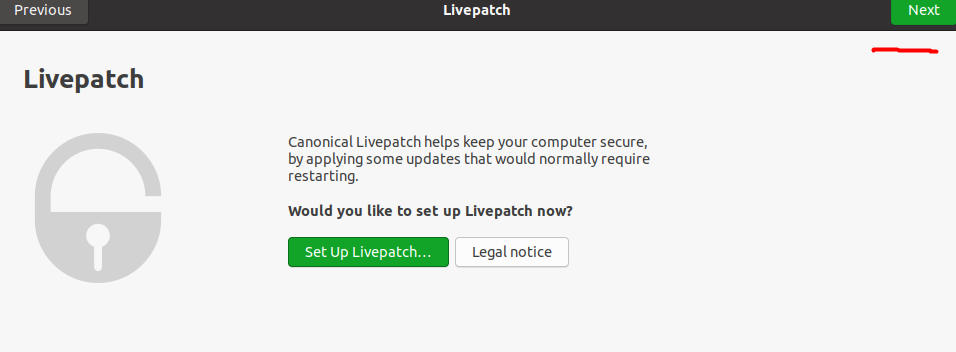 Previous
Livepatch
Next
Livepatch
Canonical Livepatch helps keep your computer secure,
by applying some updates that would normally require
restarting.
Would you like to set up Livepatch now?
Set Up Livepatch…
Legal notice